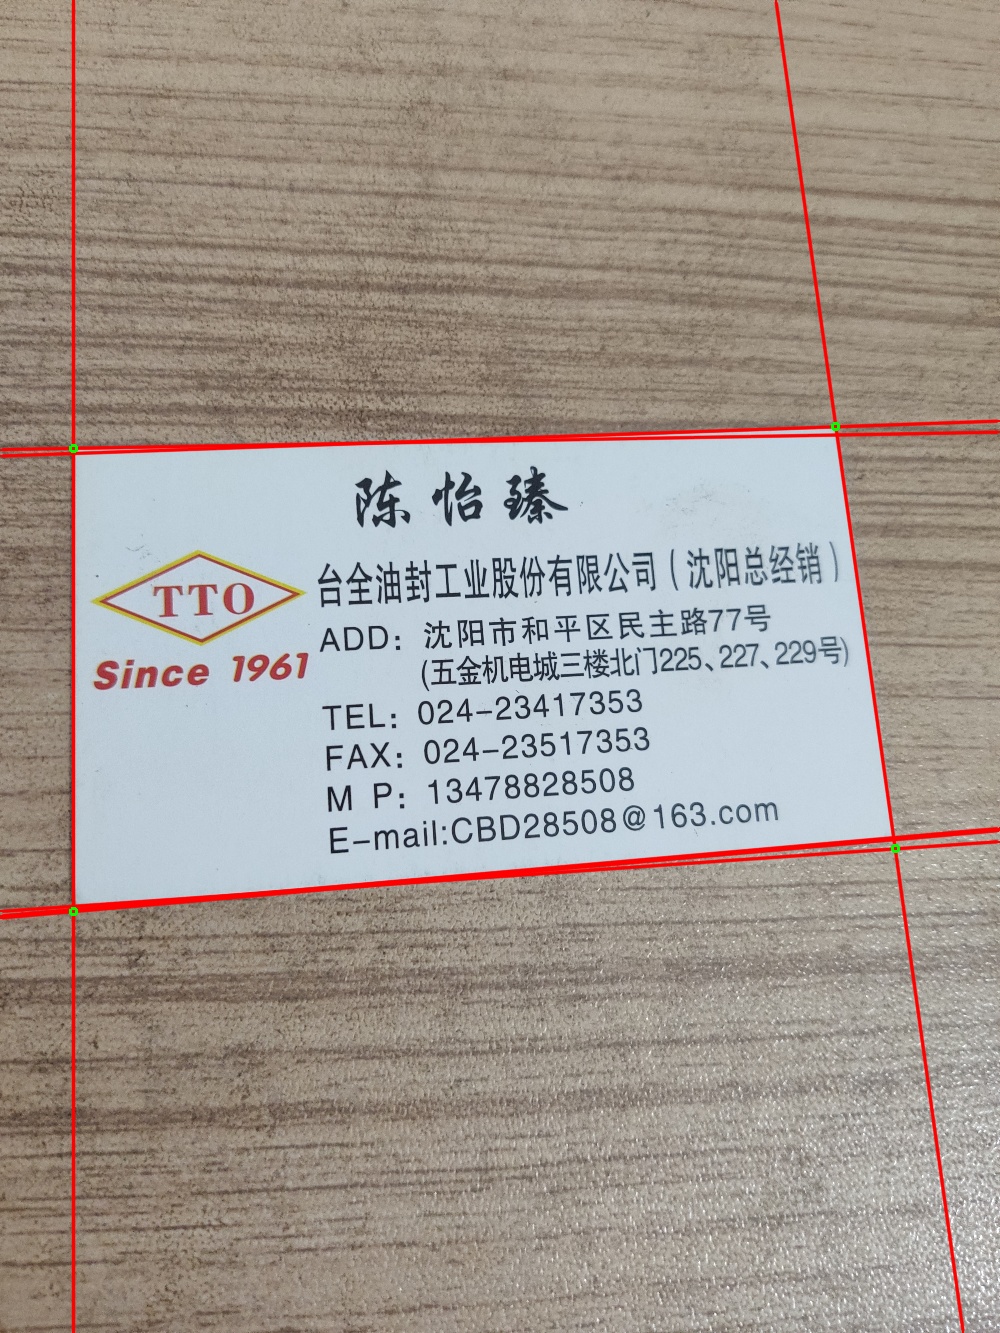 陈怡臻
TTO
Since 1961
台全油封工业股份有限公司（沈阳总经销）
ADD：沈阳市和平区民主路77号
(五金机电城三楼北门225、227、229号)
TEL：024-23417353
FAX：024-23517353
M P：13478828508
E-mail:CBD28508@163.com